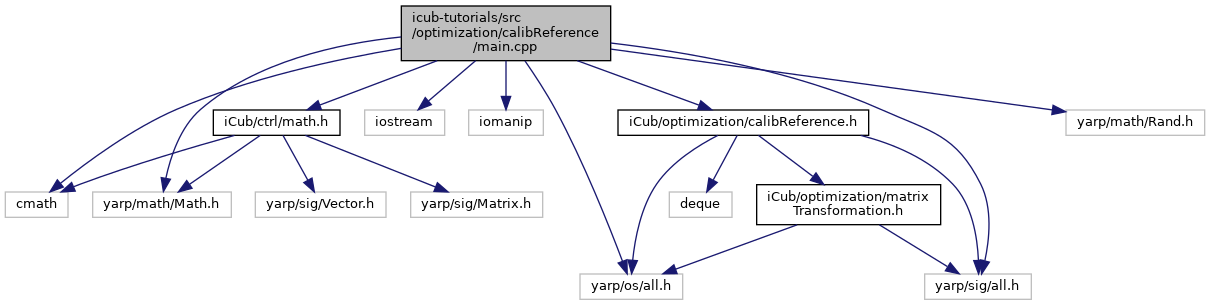 icub-tutorials/src
/optimization/calibReference
/main.cpp
iCub/ctrl/math.h
iostream
iomanip
iCub/optimization/calibReference.h
yarp/math/Rand.h
cmath
yarp/math/Math.h
yarp/sig/Vector.h
yarp/sig/Matrix.h
deque
iCub/optimization/matrix
Transformation.h
yarp/os/all.h
yarp/sig/all.h